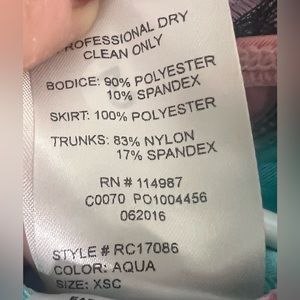 PROFESSIONAL DRY
CLEAN ONLY
BODICE: 90% POLYESTER
10% SPANDEX
SKIRT: 100% POLYESTER
TRUNKS: 83% NYLON
17% SPANDEX
RN # 114987
C0070 PO1004456
062016
STYLE # RC17086
COLOR: AQUA
SIZE: XSC